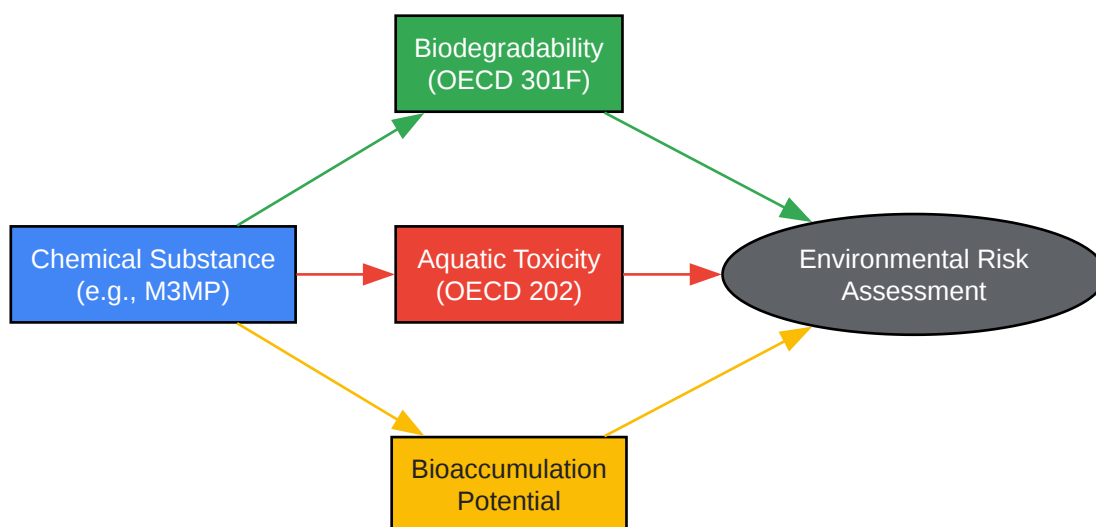 Biodegradability
(OECD 301F)
Chemical Substance
(e.g., M3MP)
Aquatic Toxicity
(OECD 202)
Environmental Risk
Assessment
Bioaccumulation
Potential